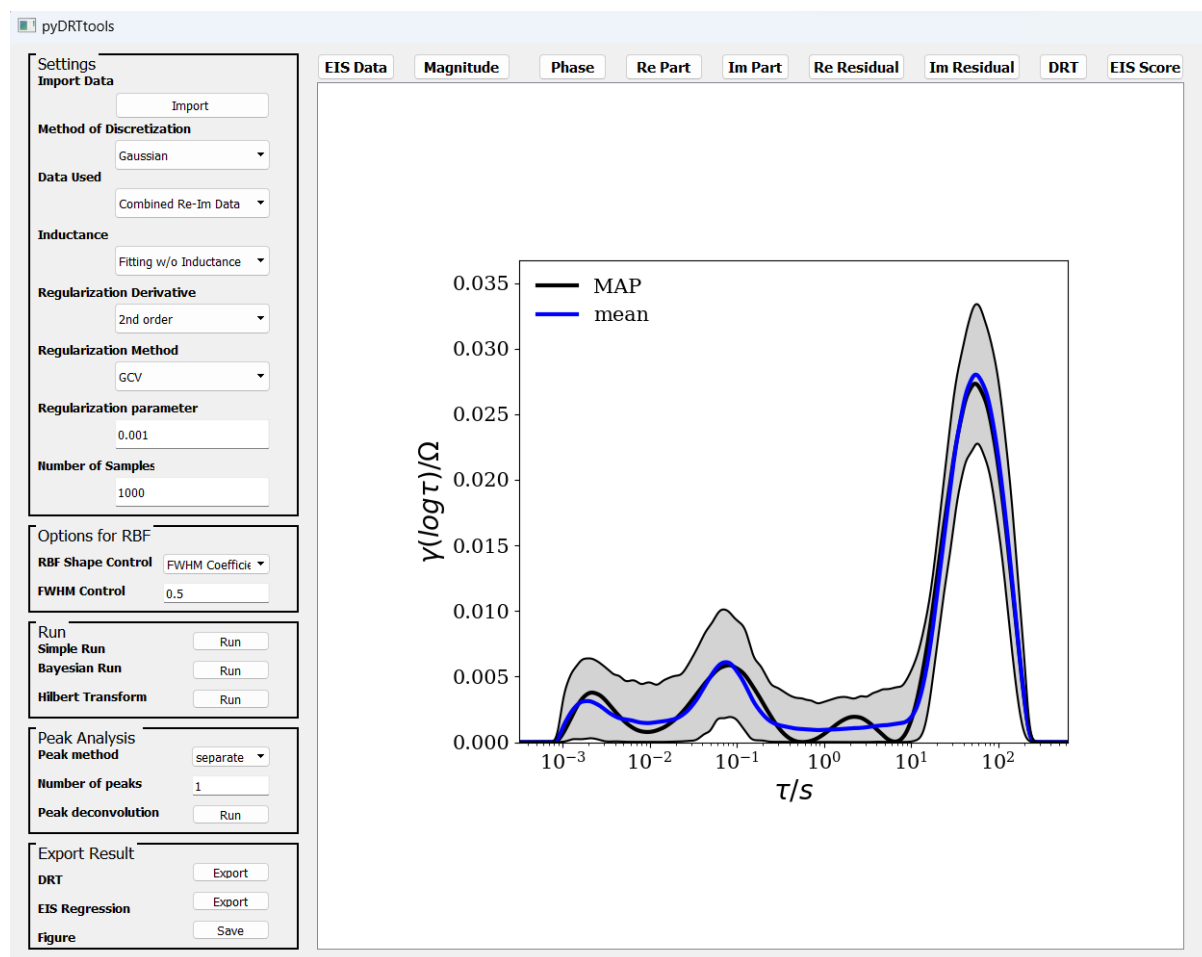 pyDRTtools
Settings
Import Data
Import
Method of Discretization
Gaussian
Data Used
Combined Re-Im Data
Inductance
Fitting w/o Inductance
Regularization Derivative
2nd order
Regularization Method
GCV
Regularization parameter
0.001
Number of Samples
1000
Options for RBF
RBF Shape Control FWHM Coefficie
FWHM Control 0.5
Run
Simple Run Run
Bayesian Run Run
Hilbert Transform Run
Peak Analysis
Peak method separate
Number of peaks 1
Peak deconvolution Run
Export Result
DRT Export
EIS Regression Export
Figure Save
EIS Data Magnitude Phase Re Part Im Part Re Residual Im Residual DRT EIS Score
MAP
mean
0.035
0.030
0.025
0.020
0.015
0.010
0.005
0.000
γ(logτ)/Ω
10⁻³ 10⁻² 10⁻¹ 10⁰ 10¹ 10²
τ/s